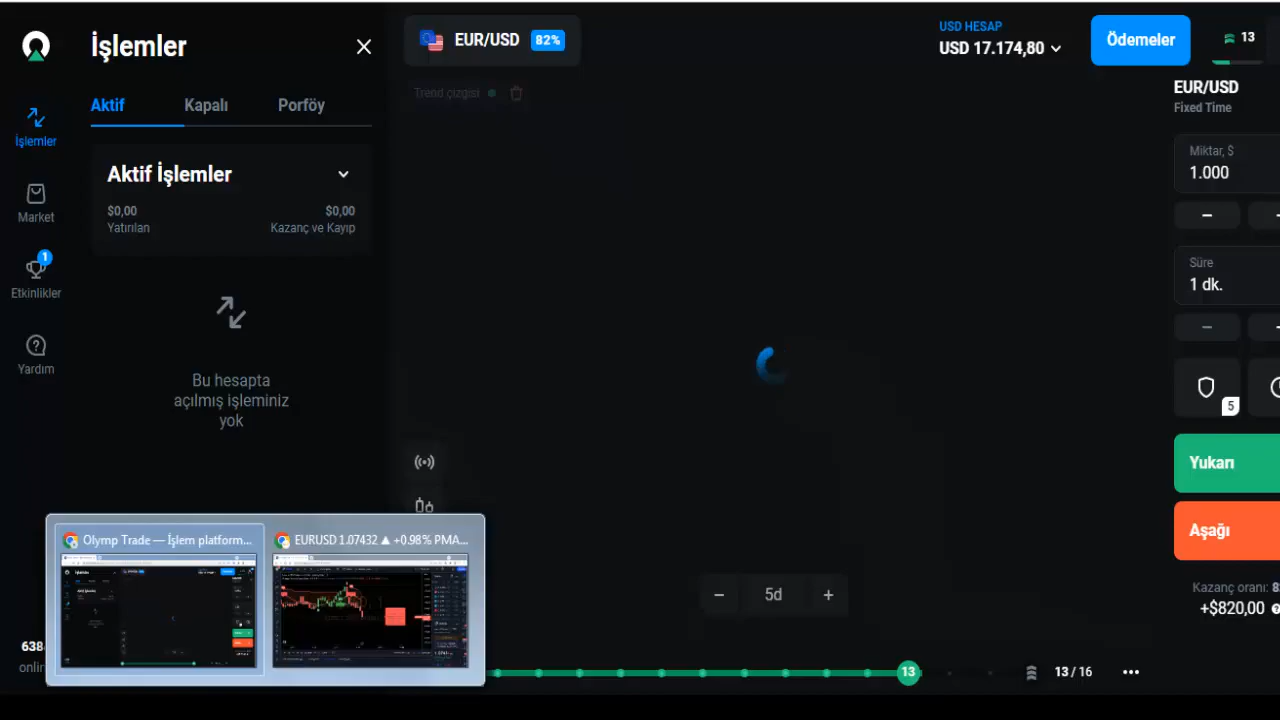 İşlemler
EUR/USD
82%
USD HESAP
USD 17.174,80
Ödemeler
13
Trend çizgisi
Aktif
Kapalı
Porföy
EUR/USD
Fixed Time
İşlemler
Aktif İşlemler
Miktar, $
1.000
Market
$0,00
$0,00
Yatırılan
Kazanç ve Kayıp
1
Etkinlikler
Süre
1 dk.
Yardım
Bu hesapta
açılmış işleminiz
yok
5
Yukarı
Aşağı
Olymp Trade — İşlem platform...
EURUSD 1.07432 ▲ +0.98% PMA...
5d
Kazanç oranı: 8
+$820,00
638
onlin
13
13 / 16